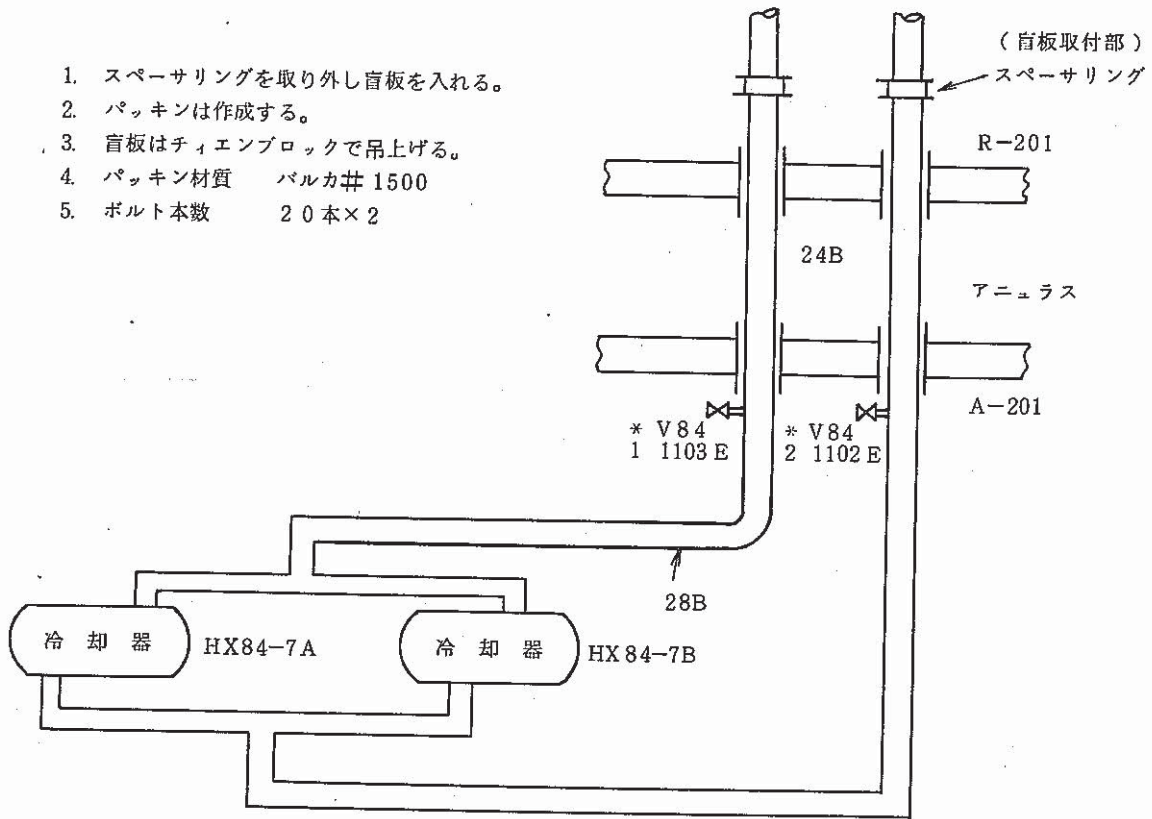 1. スペーサリングを取り外し盲板を入れる。
2. パッキンは作成する。
3. 盲板はチィエンブロックで吊上げる。
4. パッキン材質 バルカ＃1500
5. ボルト本数 20本×2
(盲板取付部)
スペーサリング
R-201
24B
アニュラス
A-201
* V84
1 1103E
* V84
2 1102E
28B
冷却器
HX84-7A
冷却器
HX84-7B